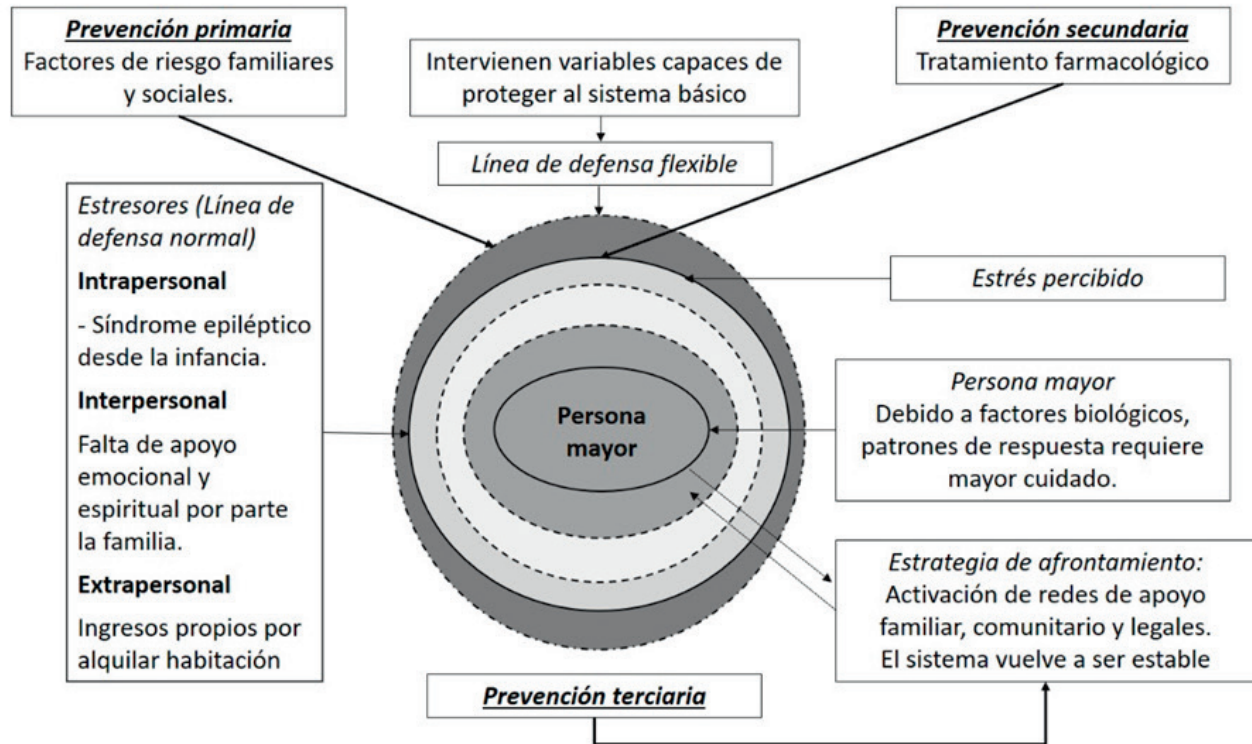 Prevención primaria
Factores de riesgo familiares
y sociales.
Intervienen variables capaces de
proteger al sistema básico
Prevención secundaria
Tratamiento farmacológico
Línea de defensa flexible
Estresores (Línea de
defensa normal)
Intrapersonal
- Síndrome epiléptico
desde la infancia.
Interpersonal
Falta de apoyo
emocional y
espiritual por parte
la familia.
Extrapersonal
Ingresos propios por
alquilar habitación
Estrés percibido
Persona
mayor
Persona mayor
Debido a factores biológicos,
patrones de respuesta requiere
mayor cuidado.
Estrategia de afrontamiento:
Activación de redes de apoyo
familiar, comunitario y legales.
El sistema vuelve a ser estable
Prevención terciaria